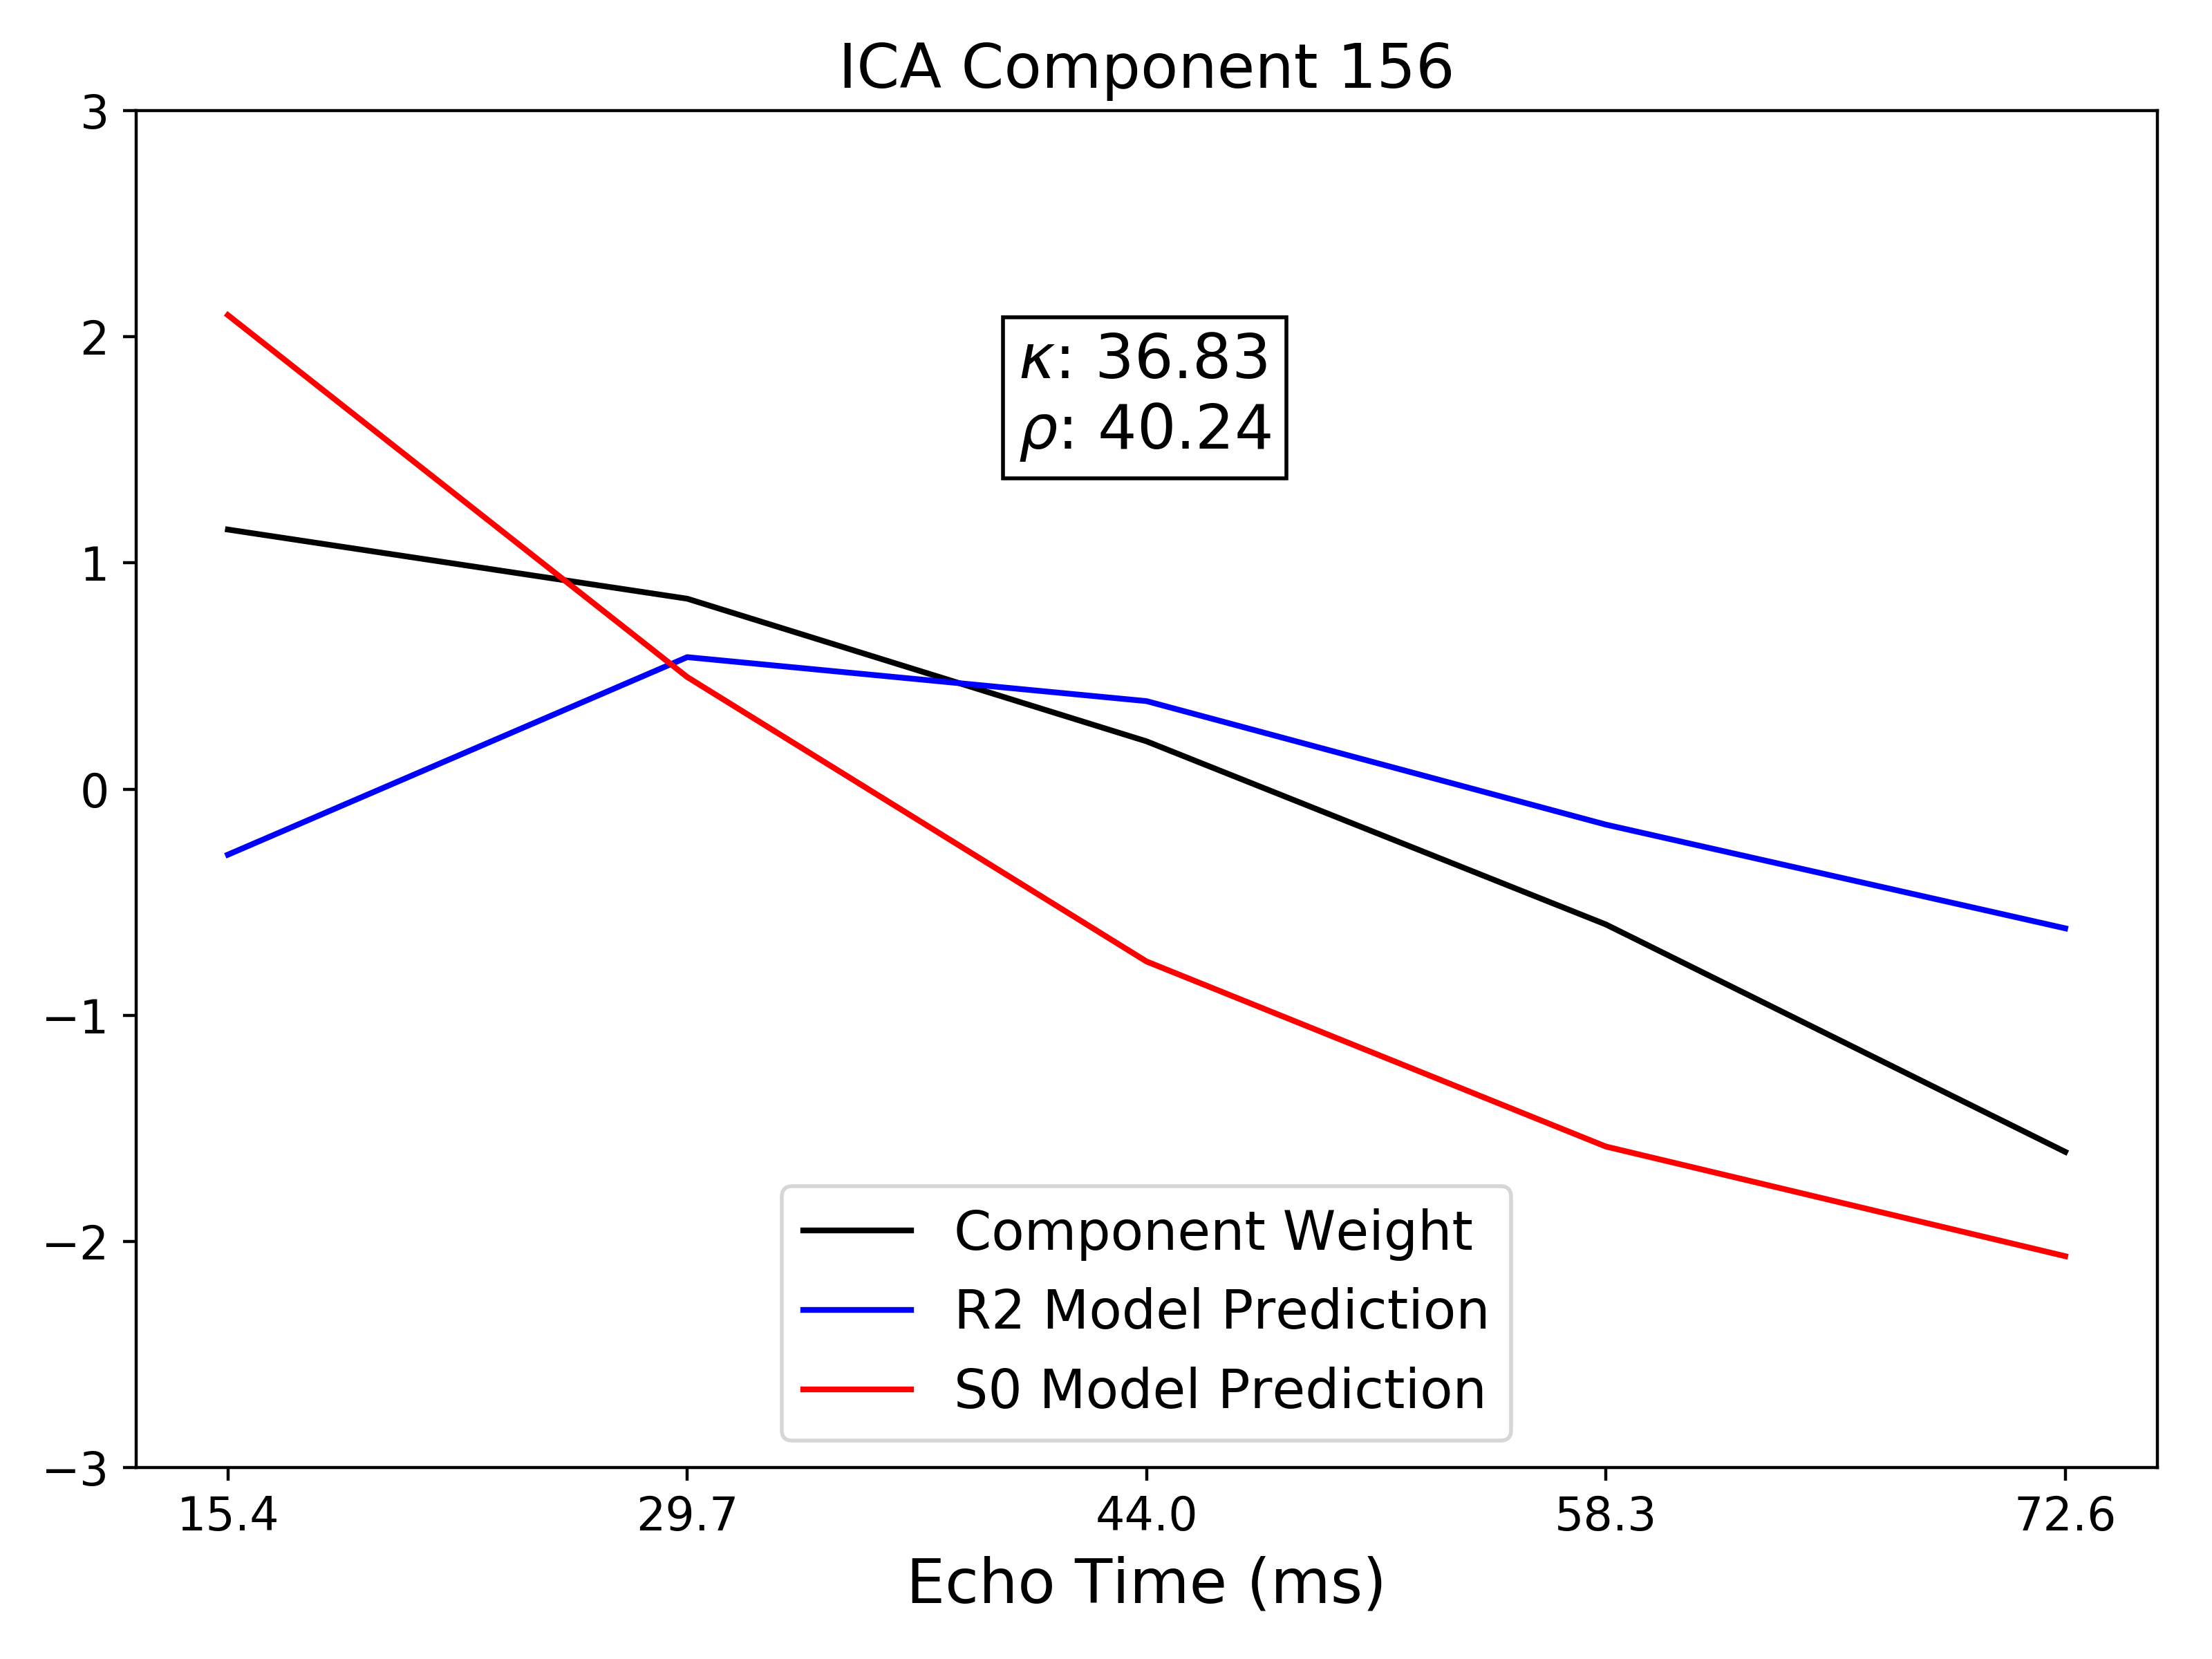 ICA Component 156
3
2
1
0
−1
−2
−3
κ: 36.83
ρ: 40.24
Component Weight
R2 Model Prediction
S0 Model Prediction
15.4 29.7 44.0 58.3 72.6
Echo Time (ms)